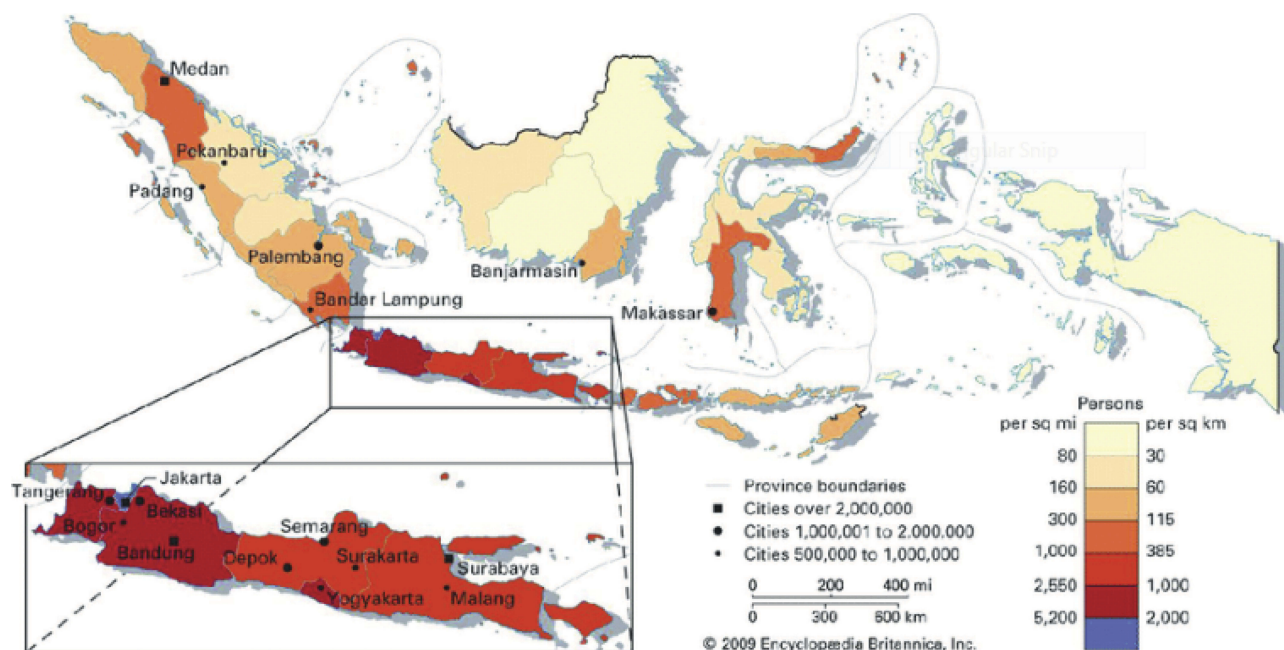 Medan
Pekanbaru
Padang
Palembang
Bandar Lampung
Banjarmasin
Makassar
Tangerang
Jakarta
Bekasi
Bogor
Bandung
Semarang
Depok
Surakarta
Yogyakarta
Surabaya
Malang
gular Snip
Province boundaries
Cities over 2,000,000
Cities 1,000,001 to 2,000,000
Cities 500,000 to 1,000,000
0 200 400 mi
0 300 600 km
© 2009 Encyclopædia Britannica, Inc.
Persons
per sq mi per sq km
80 30
160 60
300 115
1,000 385
2,550 1,000
5,200 2,000